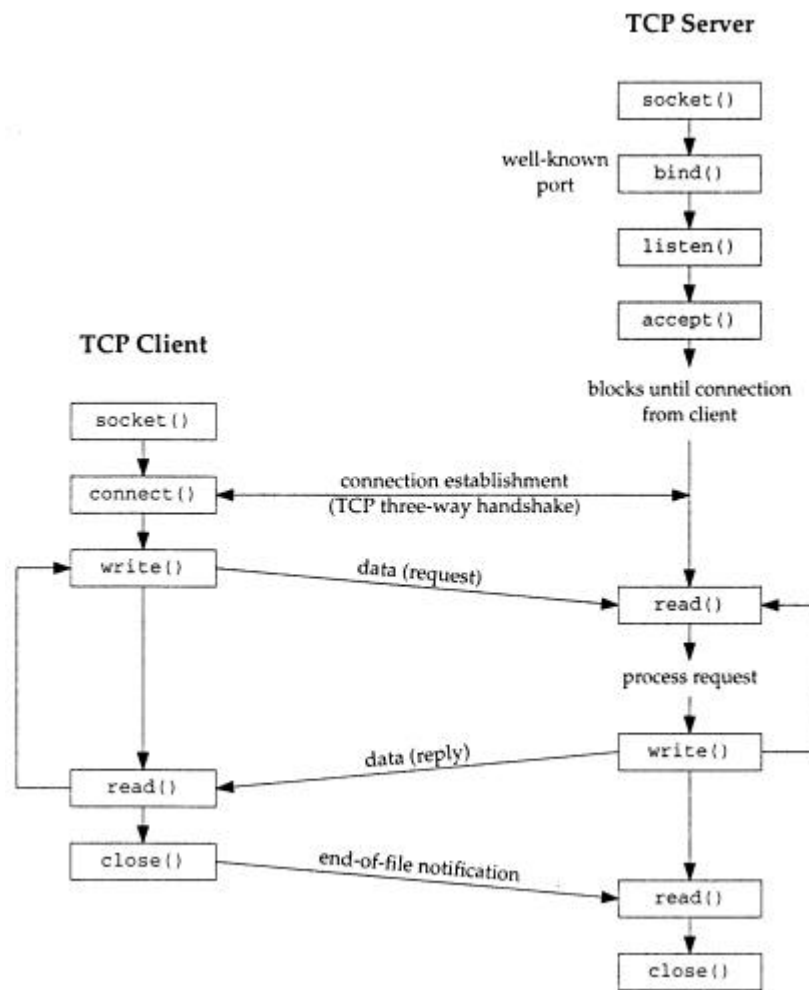 TCP Server
socket()
well-known
port
bind()
listen()
accept()
TCP Client
blocks until connection
from client
socket()
connection establishment
(TCP three-way handshake)
connect()
write()
data (request)
read()
process request
write()
data (reply)
read()
close()
end-of-file notification
read()
close()